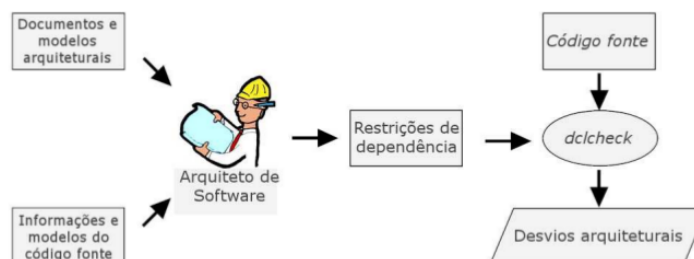 Documentos e
modelos
arquiteturais
Informações e
modelos do
código fonte
Arquiteto de
Software
Restrições de
dependência
Código fonte
dclcheck
Desvios arquiteturais